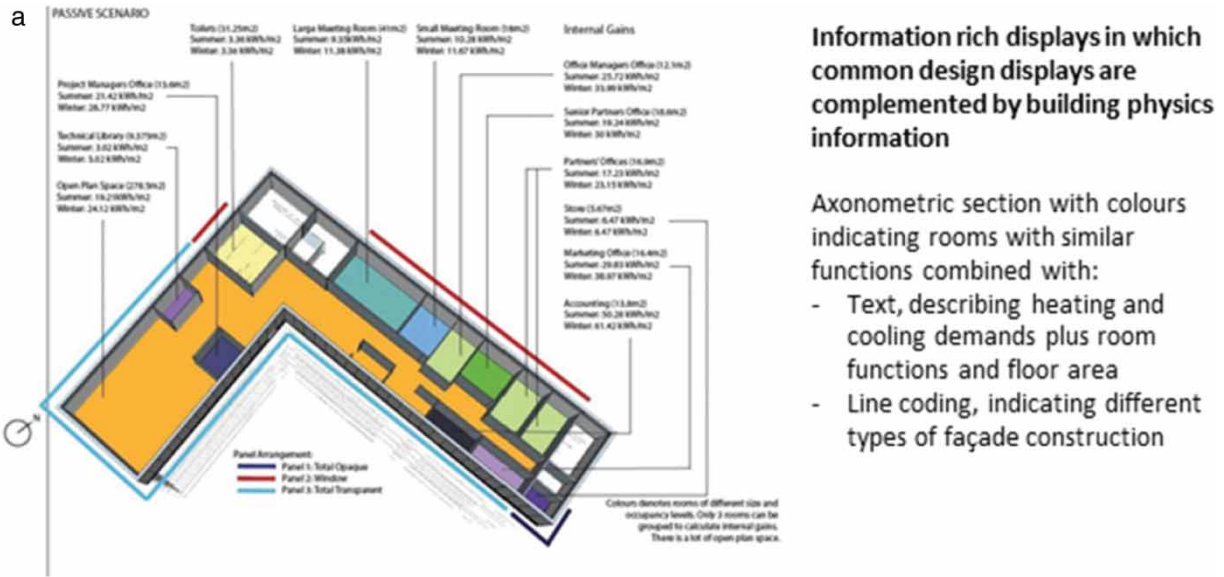 a
PASSIVE SCENARIO
Toilets (31.25m2)
Summer: 3.36 kWh/m2
Winter: 3.36 kWh/m2
Large Meeting Room (41m2)
Summer: 9.33kWh/m2
Winter: 11.38 kWh/m2
Small Meeting Room (18m2)
Summer: 10.28 kWh/m2
Winter: 11.67 kWh/m2
Internal Gains
Project Managers Office (13.6m2)
Summer: 21.42 kWh/m2
Winter: 28.77 kWh/m2
Technical Library (9.375m2)
Summer: 3.02 kWh/m2
Winter: 5.02 kWh/m2
Open Plan Space (278.5m2)
Summer: 19.21kWh/m2
Winter: 24.12 kWh/m2
Office Managers Office (12.1m2)
Summer: 25.72 kWh/m2
Winter: 33.99 kWh/m2
Senior Partners Office (18.6m2)
Summer: 19.24 kWh/m2
Winter: 30 kWh/m2
Partners' Offices (16.9m2)
Summer: 17.23 kWh/m2
Winter: 23.15 kWh/m2
Store (5.67m2)
Summer: 6.47 kWh/m2
Winter: 6.47 kWh/m2
Marketing Office (16.4m2)
Summer: 29.83 kWh/m2
Winter: 38.97 kWh/m2
Accounting (13.8m2)
Summer: 50.28 kWh/m2
Winter: 61.42 kWh/m2
N
Panel Arrangement:
Panel 1: Total Opaque
Panel 2: Window
Panel 3: Total Transparent
Colours denotes rooms of different size and
occupancy levels. Only 3 rooms can be
grouped to calculate internal gains.
There is a lot of open plan space.
Information rich displays in which
common design displays are
complemented by building physics
information
Axonometric section with colours
indicating rooms with similar
functions combined with:
- Text, describing heating and
cooling demands plus room
functions and floor area
- Line coding, indicating different
types of façade construction